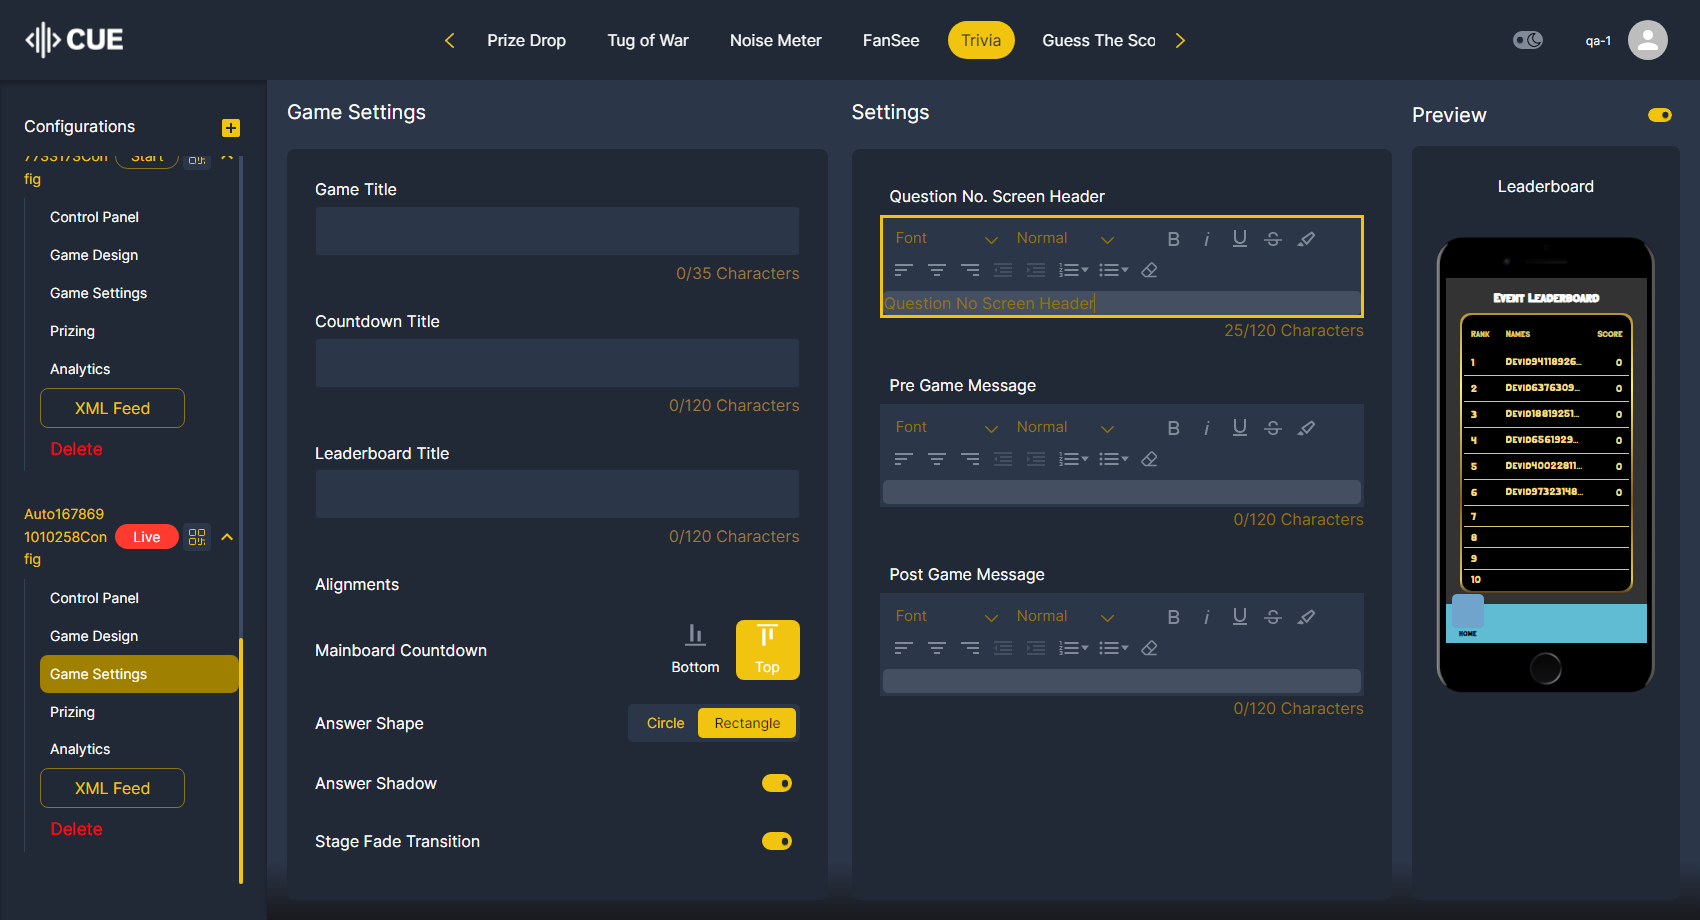 CUE
Prize Drop
Tug of War
Noise Meter
FanSee
Trivia
Guess The Sco
qa-1
Configurations
7733173Con
fig
Start
Control Panel
Game Design
Game Settings
Prizing
Analytics
XML Feed
Delete
Auto167869
1010258Con
fig
Live
Control Panel
Game Design
Game Settings
Prizing
Analytics
XML Feed
Delete
Game Settings
Game Title
0/35 Characters
Countdown Title
0/120 Characters
Leaderboard Title
0/120 Characters
Alignments
Mainboard Countdown
Bottom
Top
Answer Shape
Circle
Rectangle
Answer Shadow
Stage Fade Transition
Settings
Question No. Screen Header
Font
Normal
Question No Screen Header
25/120 Characters
Pre Game Message
Font
Normal
0/120 Characters
Post Game Message
Font
Normal
0/120 Characters
Preview
Leaderboard
Event Leaderboard
Rank Names Score
1 Devid94118926... 0
2 Devid6376309... 0
3 Devid18819251... 0
4 Devid6561929... 0
5 Devid40022811... 0
6 Devid97323148... 0
7
8
9
10
HOME